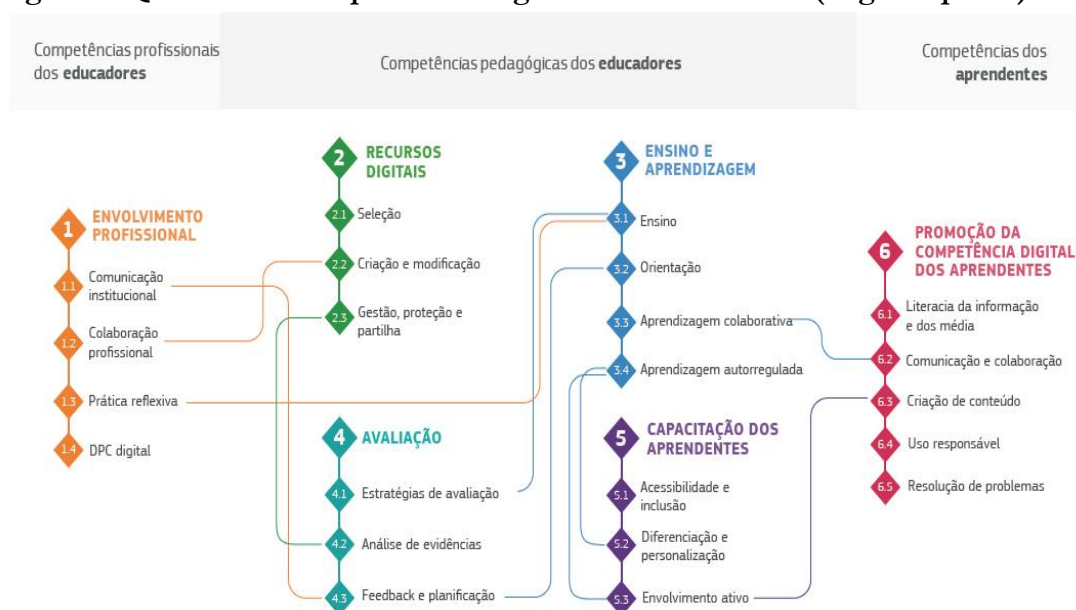 Competências profissionais
dos educadores
Competências pedagógicas dos educadores
Competências dos
aprendentes
1
ENVOLVIMENTO
PROFISSIONAL
1.1
Comunicação
institucional
1.2
Colaboração
profissional
1.3
Prática reflexiva
1.4
DPC digital
2
RECURSOS
DIGITAIS
2.1
Seleção
2.2
Criação e modificação
2.3
Gestão, proteção e
partilha
3
ENSINO E
APRENDIZAGEM
3.1
Ensino
3.2
Orientação
3.3
Aprendizagem colaborativa
3.4
Aprendizagem autorregulada
4
AVALIAÇÃO
4.1
Estratégias de avaliação
4.2
Análise de evidências
4.3
Feedback e planificação
5
CAPACITAÇÃO DOS
APRENDENTES
5.1
Acessibilidade e
inclusão
5.2
Diferenciação e
personalização
5.3
Envolvimento ativo
6
PROMOÇÃO DA
COMPETÊNCIA DIGITAL
DOS APRENDENTES
6.1
Literacia da informação
e dos média
6.2
Comunicação e colaboração
6.3
Criação de conteúdo
6.4
Uso responsável
6.5
Resolução de problemas